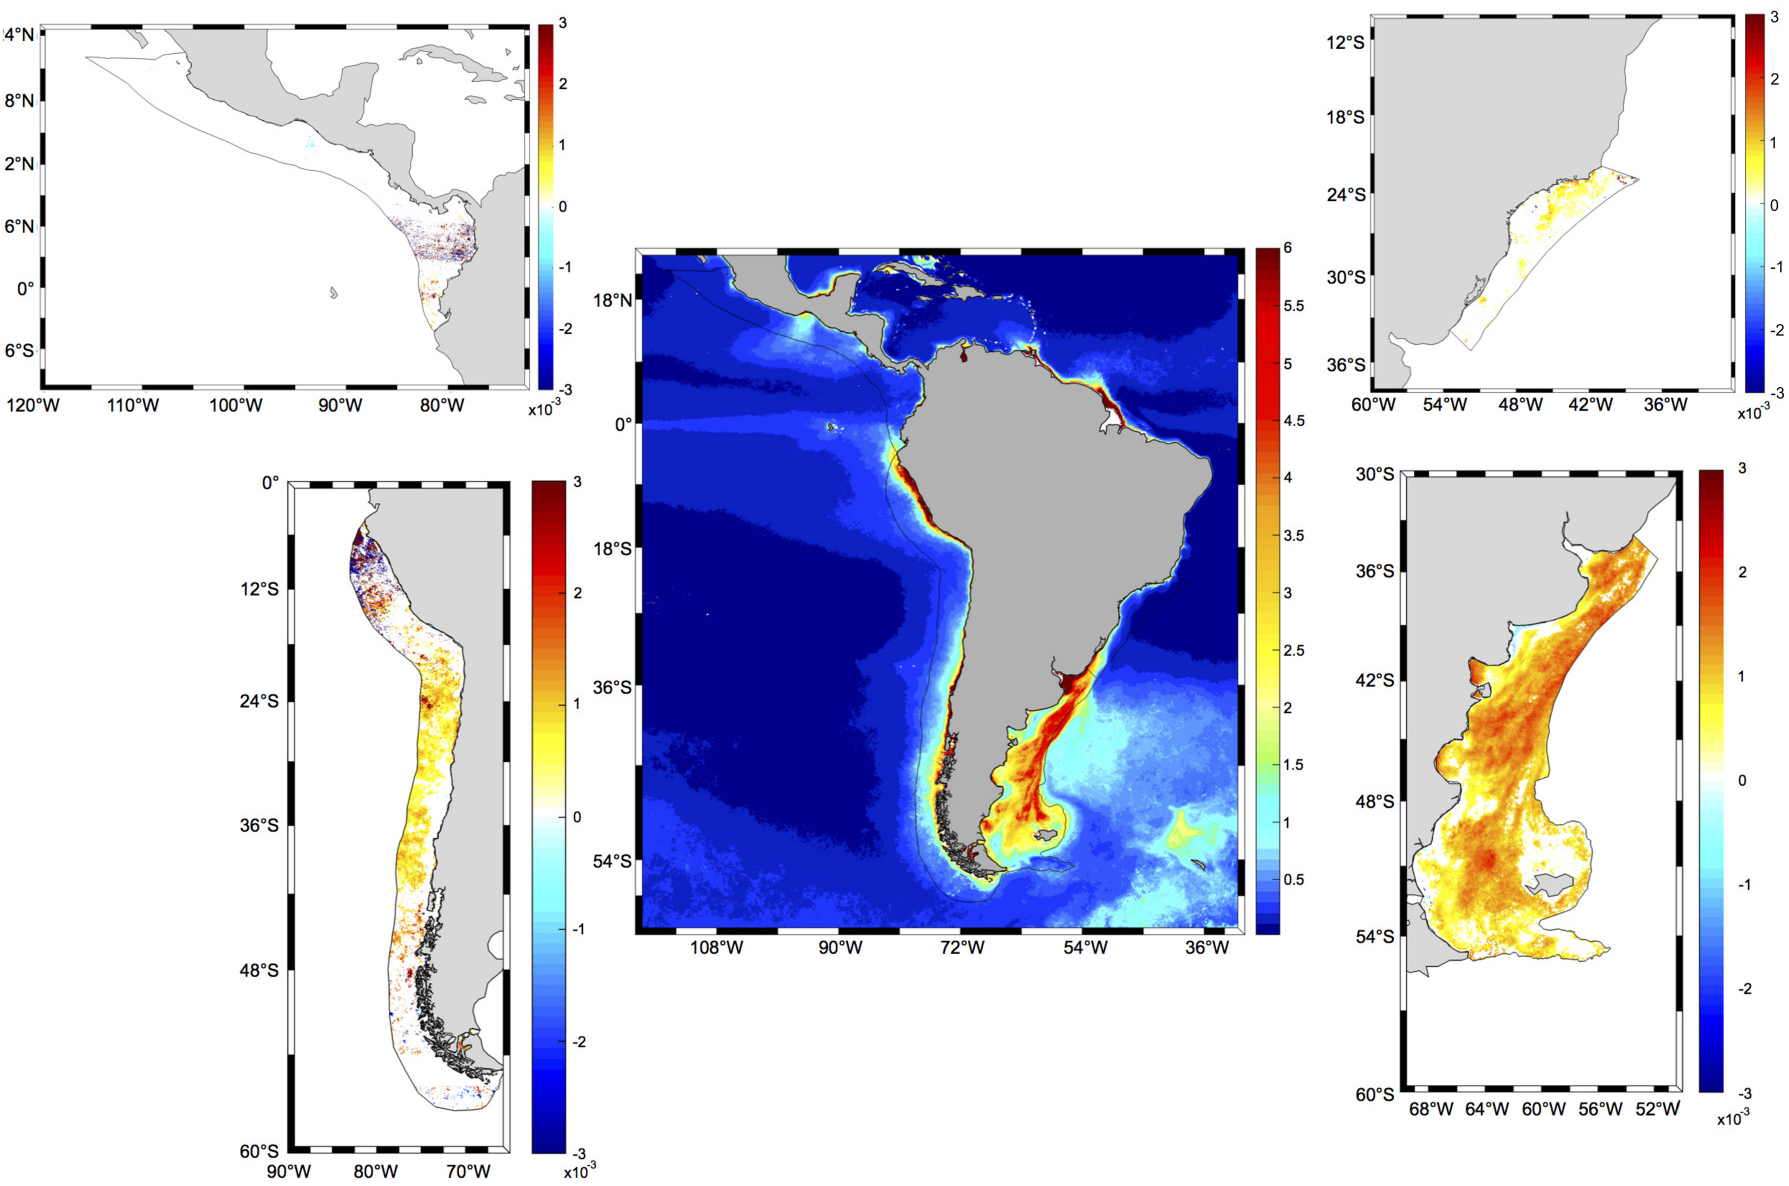 4°N
8°N
2°N
6°N
0°
6°S
120°W 110°W 100°W 90°W 80°W
3
2
1
0
-1
-2
-3
x10-3
12°S
18°S
24°S
30°S
36°S
60°W 54°W 48°W 42°W 36°W
3
2
1
0
-1
-2
-3
x10-3
18°N
0°
18°S
36°S
54°S
108°W 90°W 72°W 54°W 36°W
6
5.5
5
4.5
4
3.5
3
2.5
2
1.5
1
0.5
0°
12°S
24°S
36°S
48°S
60°S
90°W 80°W 70°W
3
2
1
0
-1
-2
-3
x10-3
30°S
36°S
42°S
48°S
54°S
60°S
68°W 64°W 60°W 56°W 52°W
3
2
1
0
-1
-2
-3
x10-3